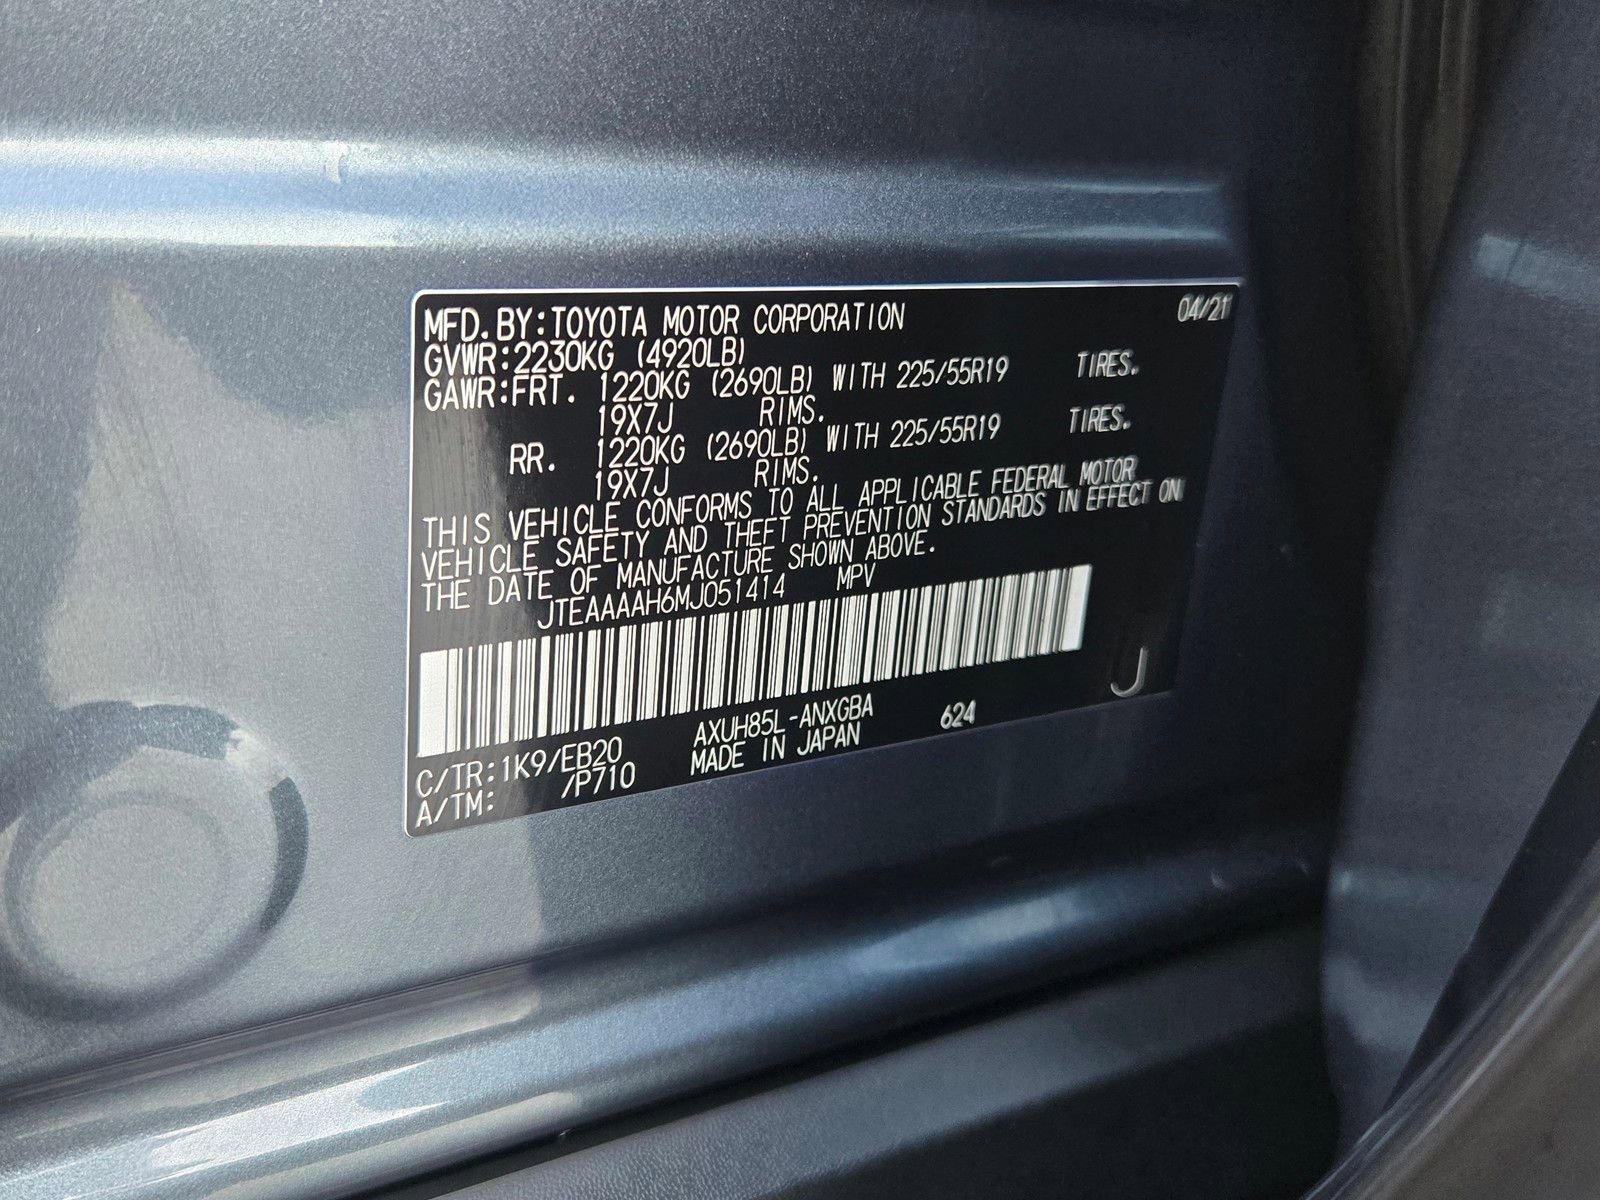 MFD. BY:TOYOTA MOTOR CORPORATION 04/21
GVWR:2230KG (4920LB)
GAWR:FRT. 1220KG (2690LB) WITH 225/55R19 TIRES.
19X7J RIMS.
RR. 1220KG (2690LB) WITH 225/55R19 TIRES.
19X7J RIMS.
THIS VEHICLE CONFORMS TO ALL APPLICABLE FEDERAL MOTOR
VEHICLE SAFETY AND THEFT PREVENTION STANDARDS IN EFFECT ON
THE DATE OF MANUFACTURE SHOWN ABOVE.
JTEAAAAH6MJ051414 MPV
J
AXUH85L-ANXGBA 624
C/TR:1K9/EB20 MADE IN JAPAN
A/TM: /P710